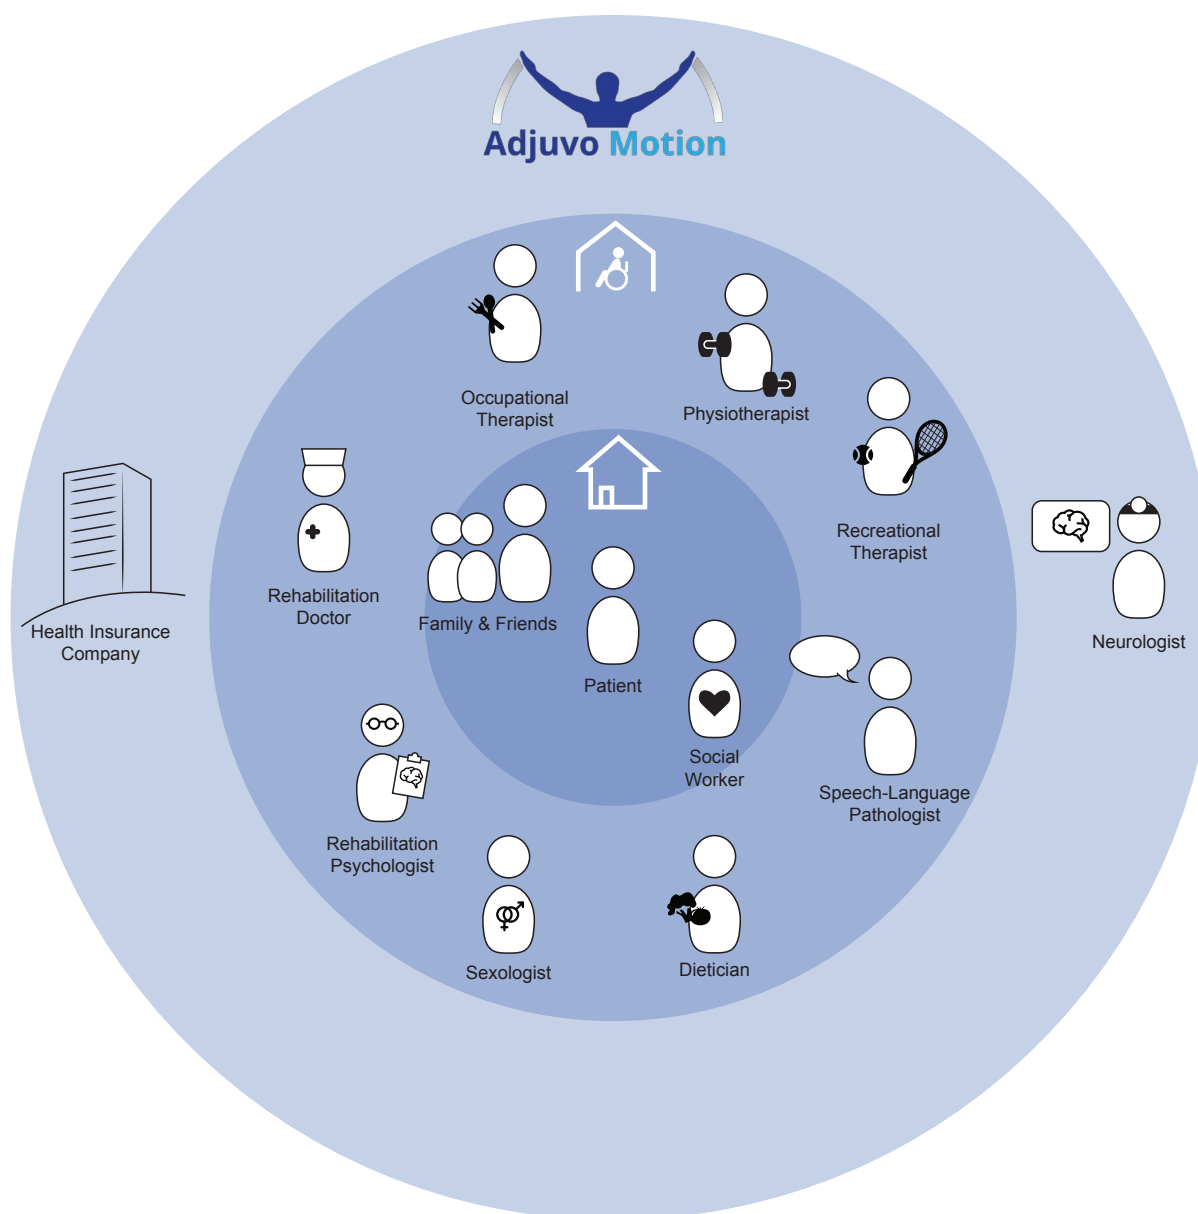 Adjuvo Motion
Occupational
Therapist
Physiotherapist
Recreational
Therapist
Rehabilitation
Doctor
Family & Friends
Health Insurance
Company
Neurologist
Patient
Social
Worker
Speech-Language
Pathologist
Rehabilitation
Psychologist
Sexologist
Dietician